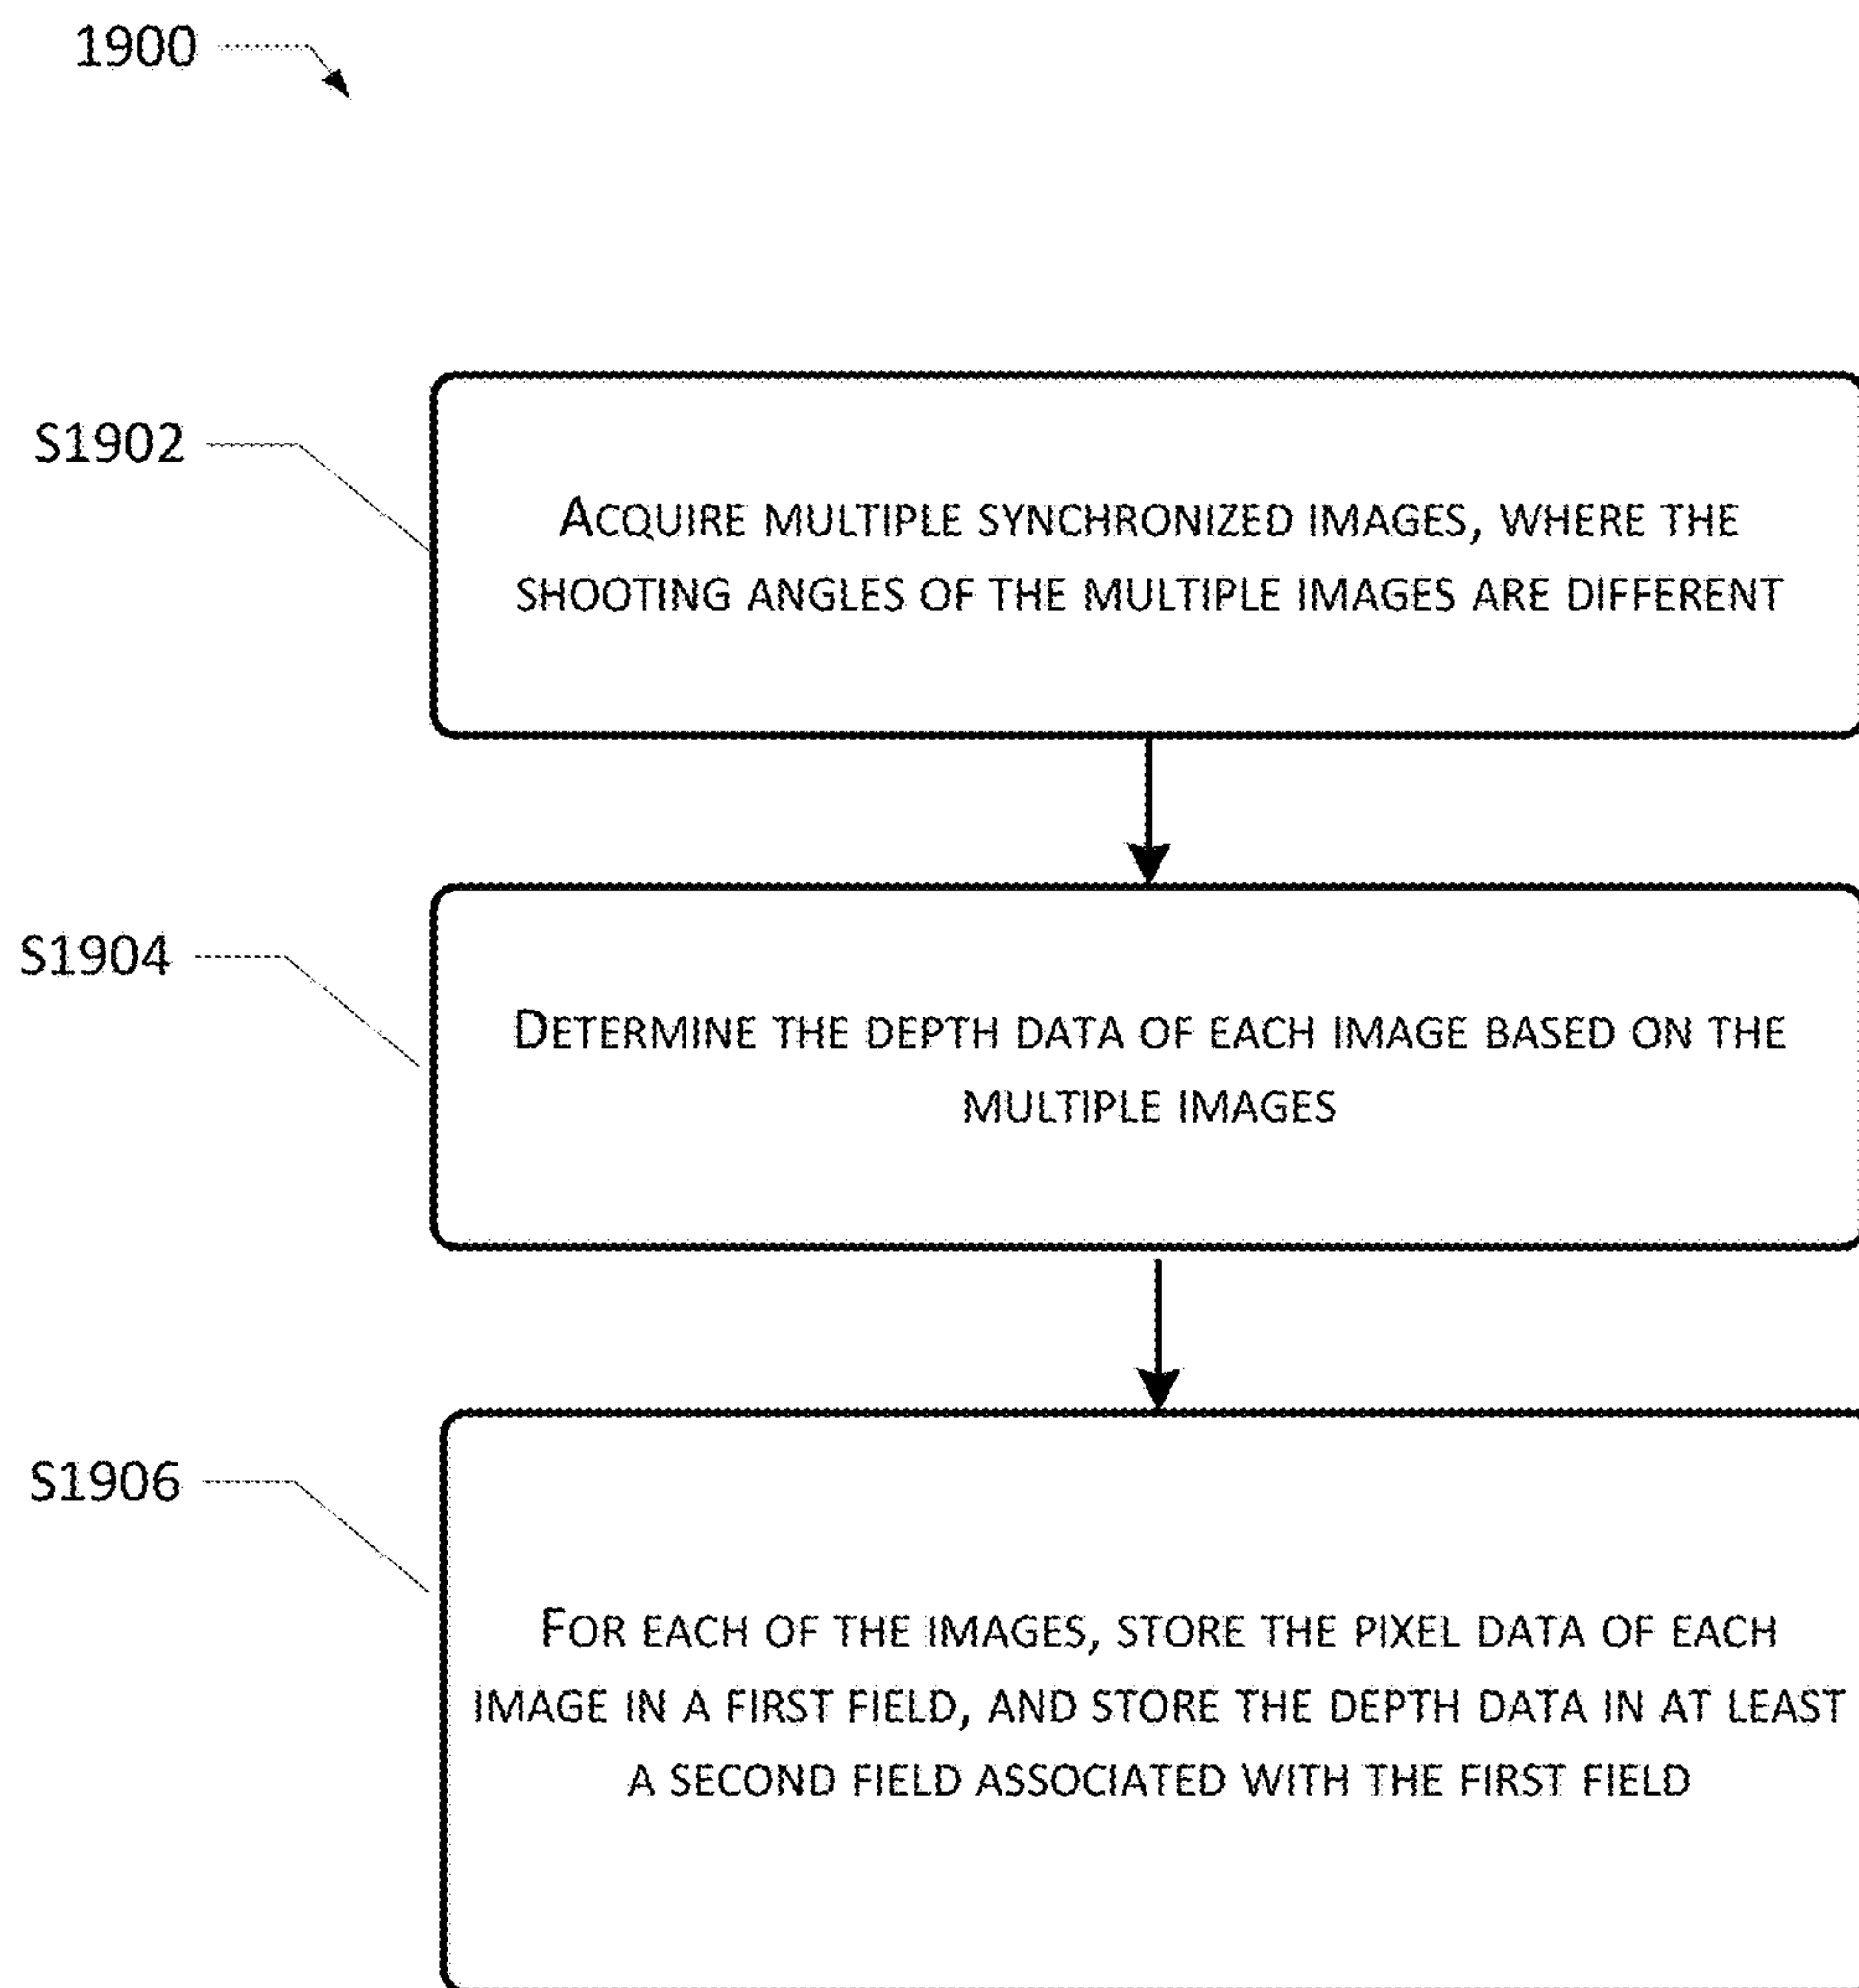 1900
S1902
ACQUIRE MULTIPLE SYNCHRONIZED IMAGES, WHERE THE
SHOOTING ANGLES OF THE MULTIPLE IMAGES ARE DIFFERENT
S1904
DETERMINE THE DEPTH DATA OF EACH IMAGE BASED ON THE
MULTIPLE IMAGES
S1906
FOR EACH OF THE IMAGES, STORE THE PIXEL DATA OF EACH
IMAGE IN A FIRST FIELD, AND STORE THE DEPTH DATA IN AT LEAST
A SECOND FIELD ASSOCIATED WITH THE FIRST FIELD